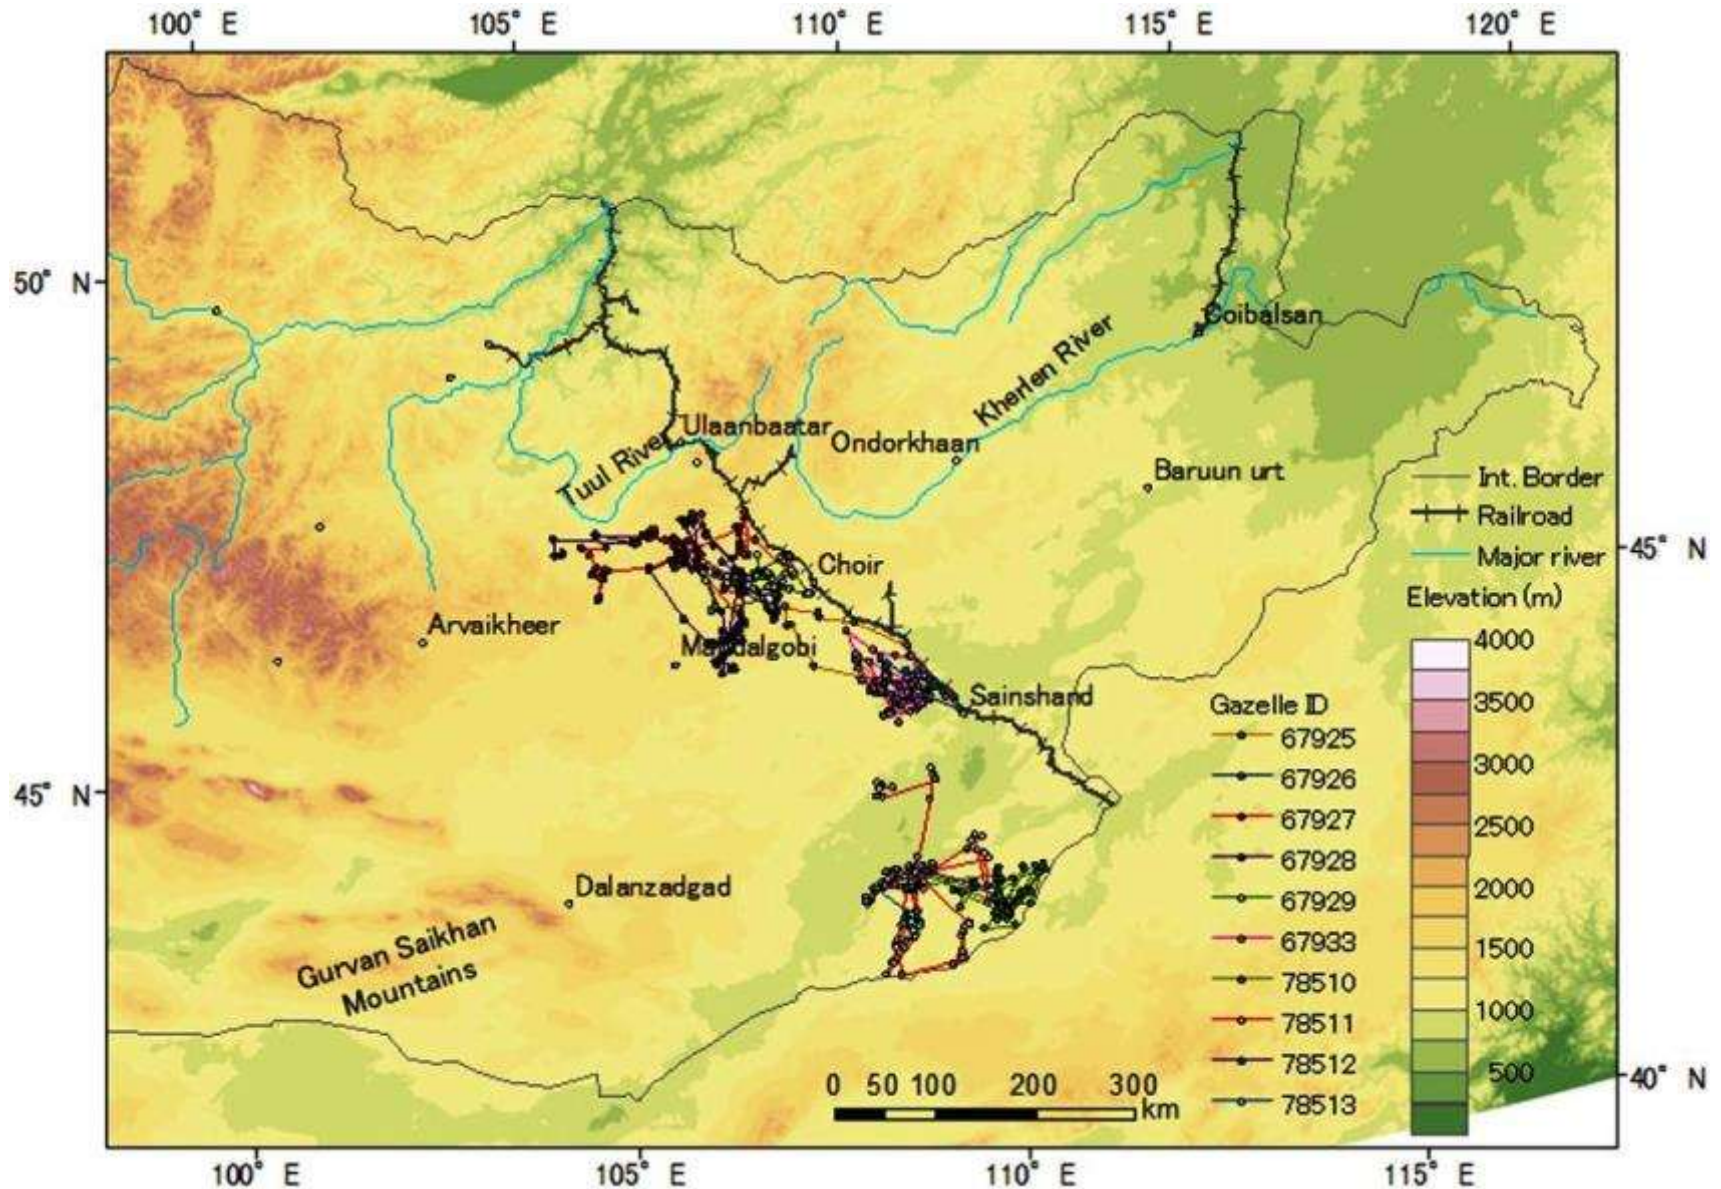 100° E 105° E 110° E 115° E 120° E
50° N
Coibalsan
Kherlen River
Ulaanbaatar
Ondorkhaan
Tuul River
Baruun urt
Int. Border
Railroad
Major river
45° N
Choir
Elevation (m)
Arvaikheer
Mandalgobi
4000
Sainshand
Gazelle ID
3500
67925
67926
3000
45° N
67927
2500
67928
Dalanzadgad
2000
67929
Gurvan Saikhan
Mountains
67933
1500
78510
1000
78511
78512
500
40° N
0 50 100 200 300
km
78513
100° E 105° E 110° E 115° E